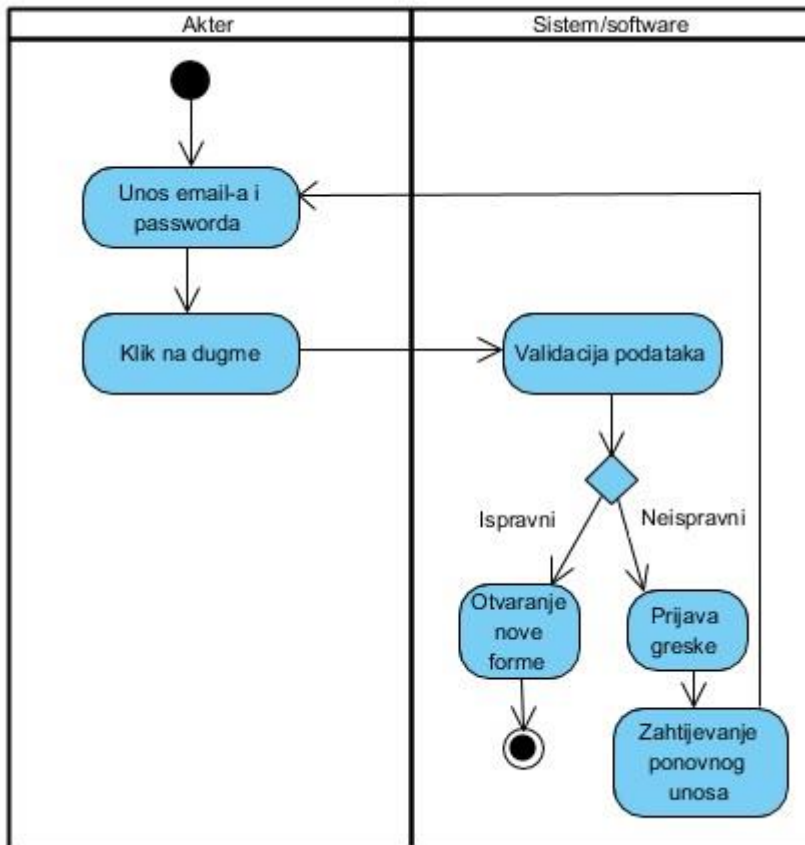 Akter
Sistem/software
Unos email-a i
passworda
Klik na dugme
Validacija podataka
Ispravni
Neispravni
Otvaranje
nove
forme
Prijava
greske
Zahtijevanje
ponovnog
unosa